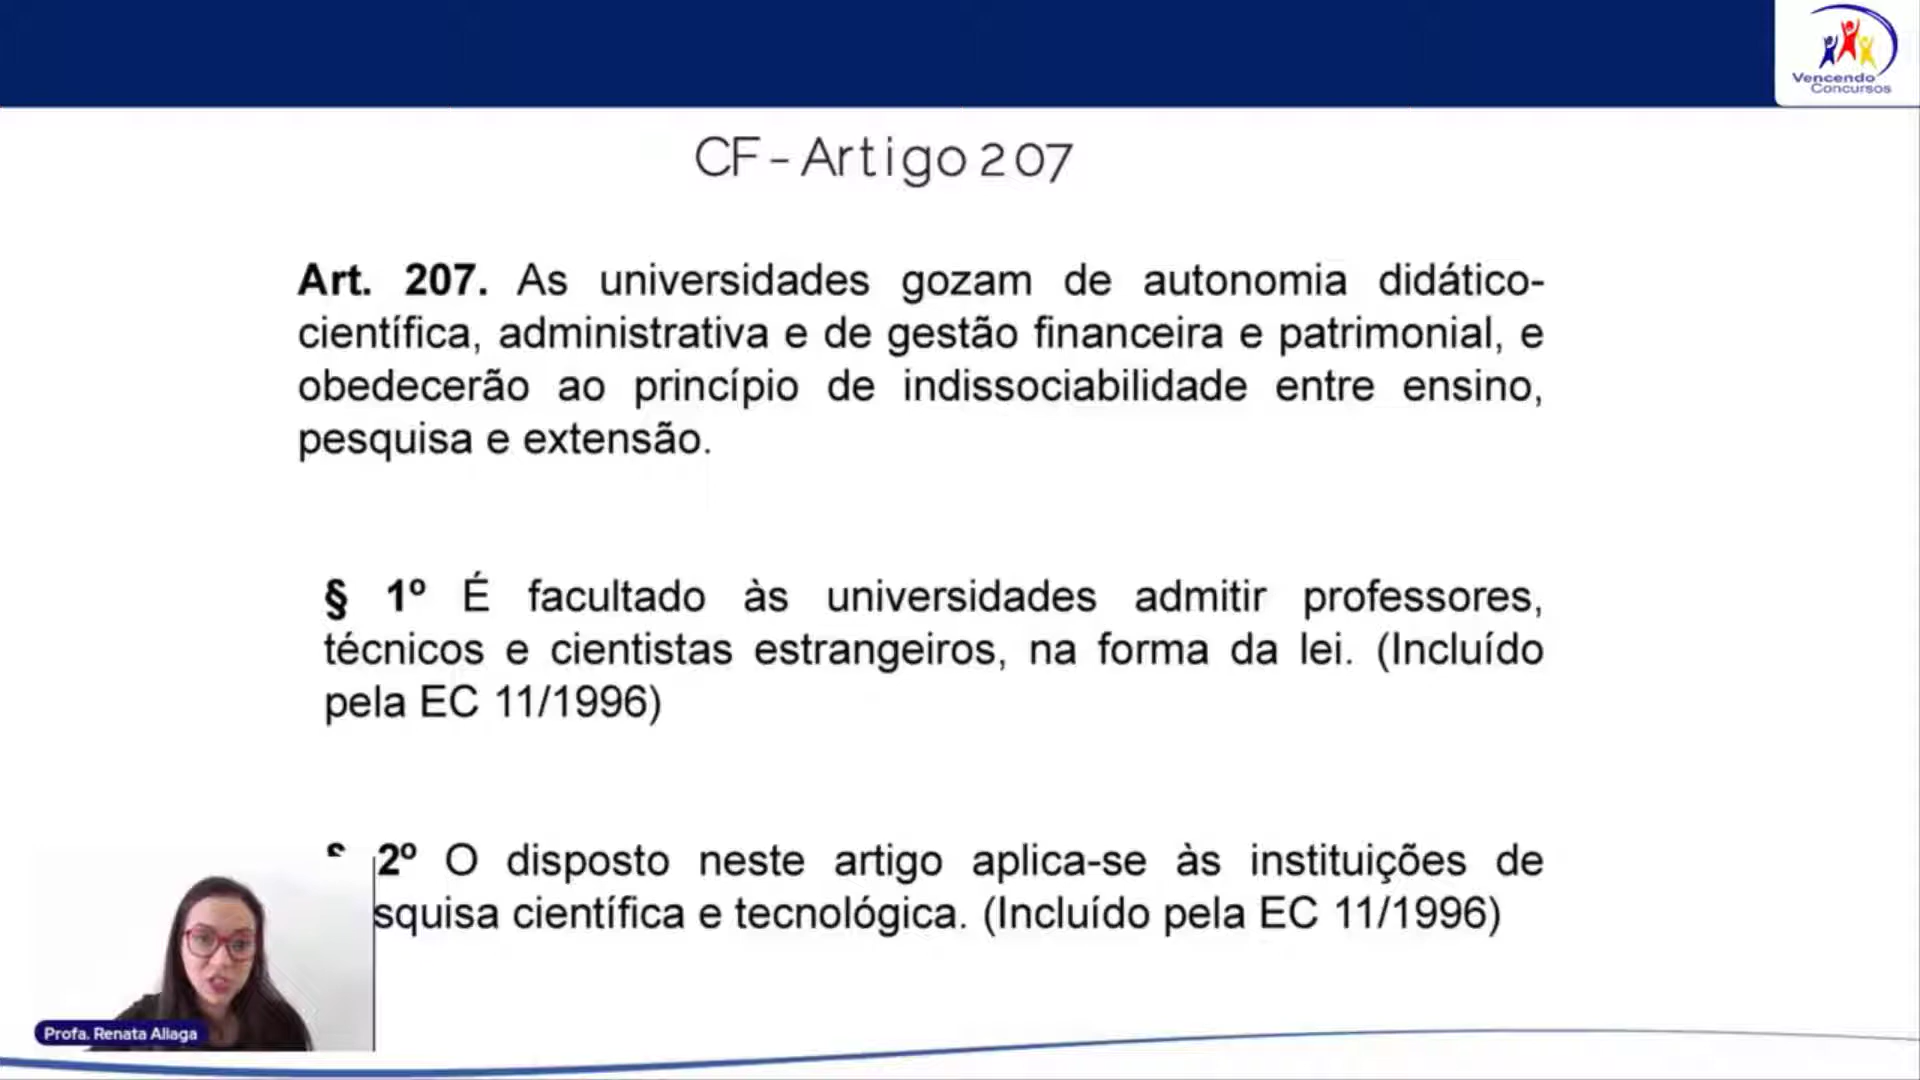 Vencendo
Concursos
CF - Artigo 207
Art. 207. As universidades gozam de autonomia didático-
científica, administrativa e de gestão financeira e patrimonial, e
obedecerão ao princípio de indissociabilidade entre ensino,
pesquisa e extensão.
§ 1º É facultado às universidades admitir professores,
técnicos e cientistas estrangeiros, na forma da lei. (Incluído
pela EC 11/1996)
§ 2º O disposto neste artigo aplica-se às instituições de
squisa científica e tecnológica. (Incluído pela EC 11/1996)
Profa. Renata Aliaga